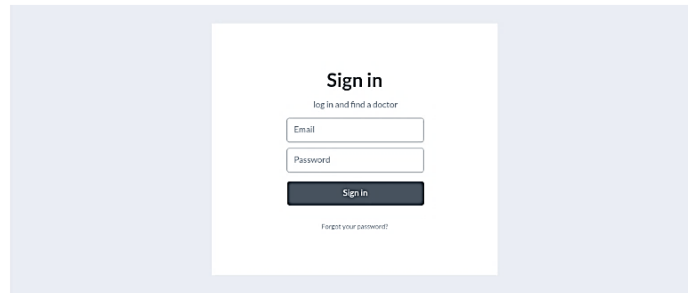 Sign in
log in and find a doctor
Email
Password
Sign in
Forgot your password?